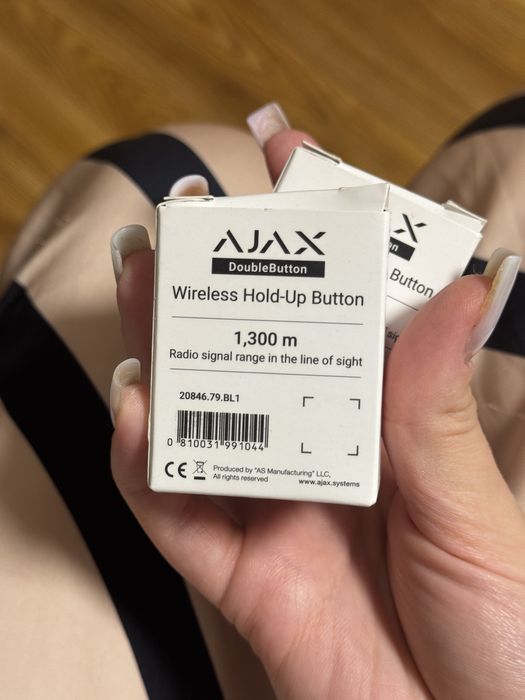 AJAX
DoubleButton
Wireless Hold-Up Button
1,300 m
Radio signal range in the line of sight
20846.79.BL1
0 810031 991044
CE
Produced by "AS Manufacturing" LLC,
All rights reserved
www.ajax.systems
X
Button